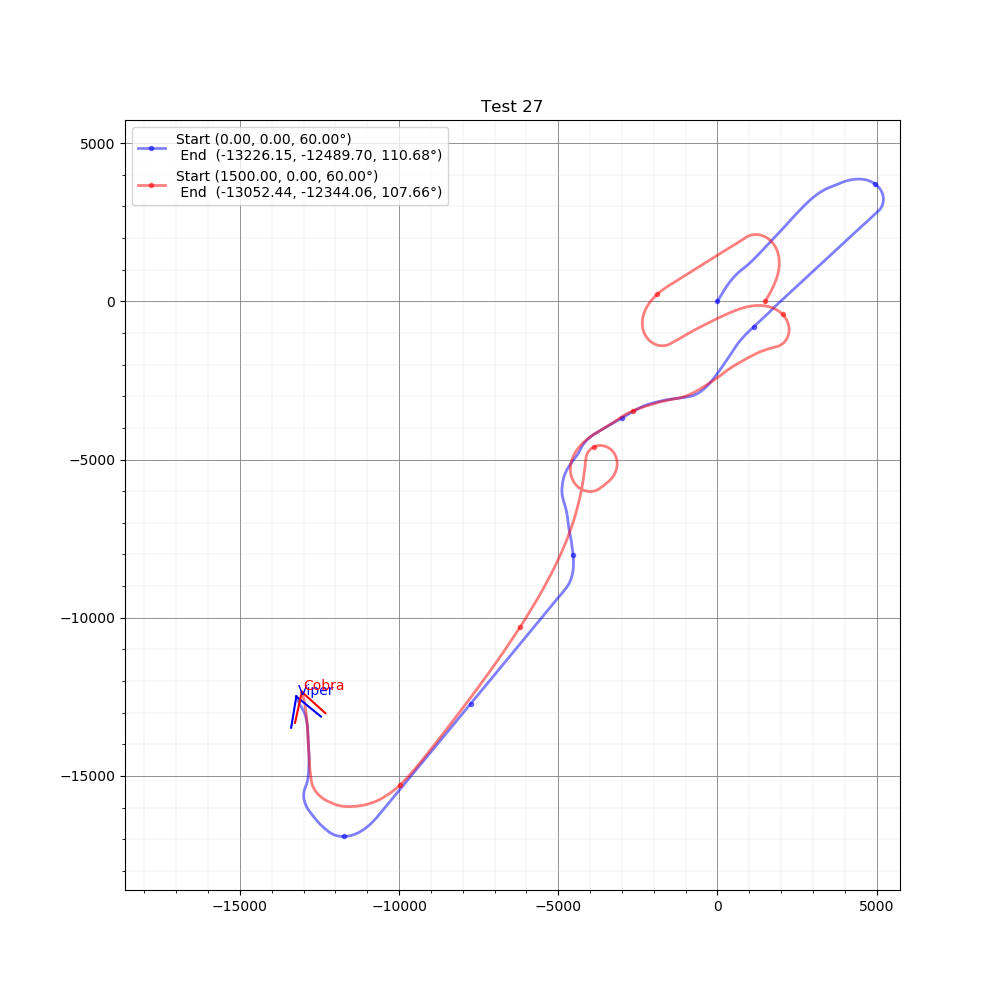 Test 27
Start (0.00, 0.00, 60.00°)
End (-13226.15, -12489.70, 110.68°)
Start (1500.00, 0.00, 60.00°)
End (-13052.44, -12344.06, 107.66°)
5000
0
−5000
−10000
−15000
Cobra
Viper
−15000 −10000 −5000 0 5000